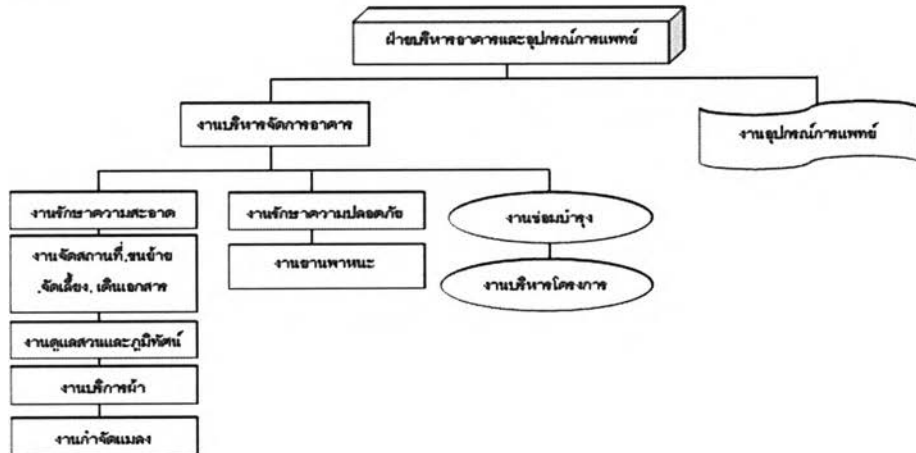 ฝ่ายบริหารอาคารและอุปกรณ์การแพทย์
งานบริหารจัดการอาคาร
งานอุปกรณ์การแพทย์
งานรักษาความสะอาด
งานรักษาความปลอดภัย
งานซ่อมบำรุง
งานจัดสถานที่,ขนย้าย
,จัดเลี้ยง, เดินเอกสาร
งานยานพาหนะ
งานบริหารโครงการ
งานดูแลสวนและภูมิทัศน์
งานบริการผ้า
งานกำจัดแมลง